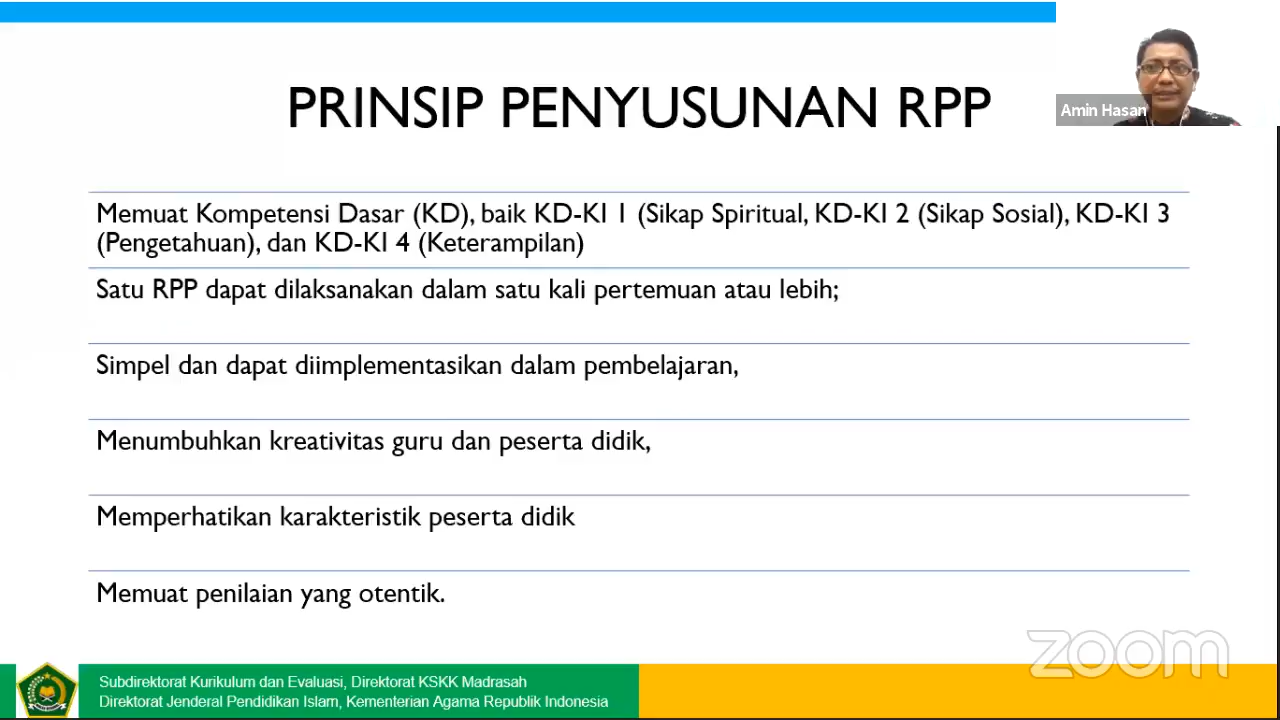 PRINSIP PENYUSUNAN RPP
Amin Hasan
Memuat Kompetensi Dasar (KD), baik KD-KI 1 (Sikap Spiritual, KD-KI 2 (Sikap Sosial), KD-KI 3
(Pengetahuan), dan KD-KI 4 (Keterampilan)
Satu RPP dapat dilaksanakan dalam satu kali pertemuan atau lebih;
Simpel dan dapat diimplementasikan dalam pembelajaran,
Menumbuhkan kreativitas guru dan peserta didik,
Memperhatikan karakteristik peserta didik
Memuat penilaian yang otentik.
zoom
Subdirektorat Kurikulum dan Evaluasi, Direktorat KSKK Madrasah
Direktorat Jenderal Pendidikan Islam, Kementerian Agama Republik Indonesia